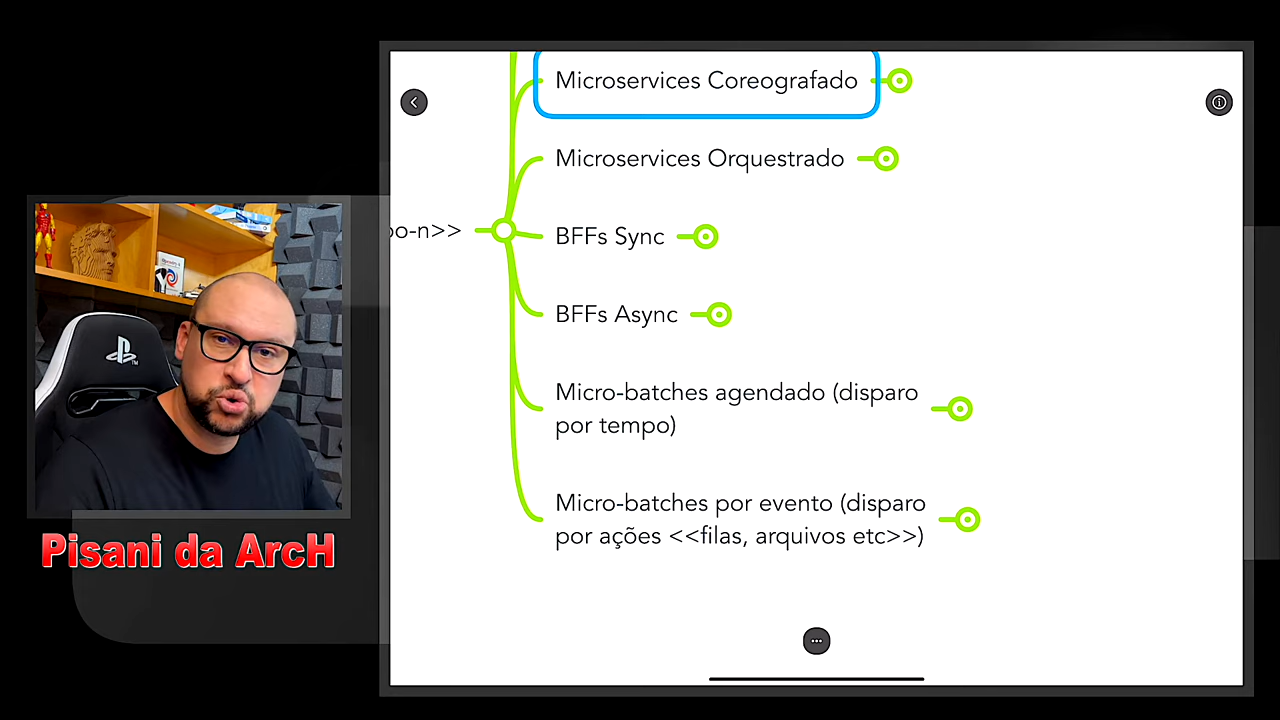 Microservices Coreografado
Microservices Orquestrado
o-n>>
BFFs Sync
BFFs Async
Micro-batches agendado (disparo
por tempo)
Micro-batches por evento (disparo
por ações <<filas, arquivos etc>>)
Pisani da ArcH